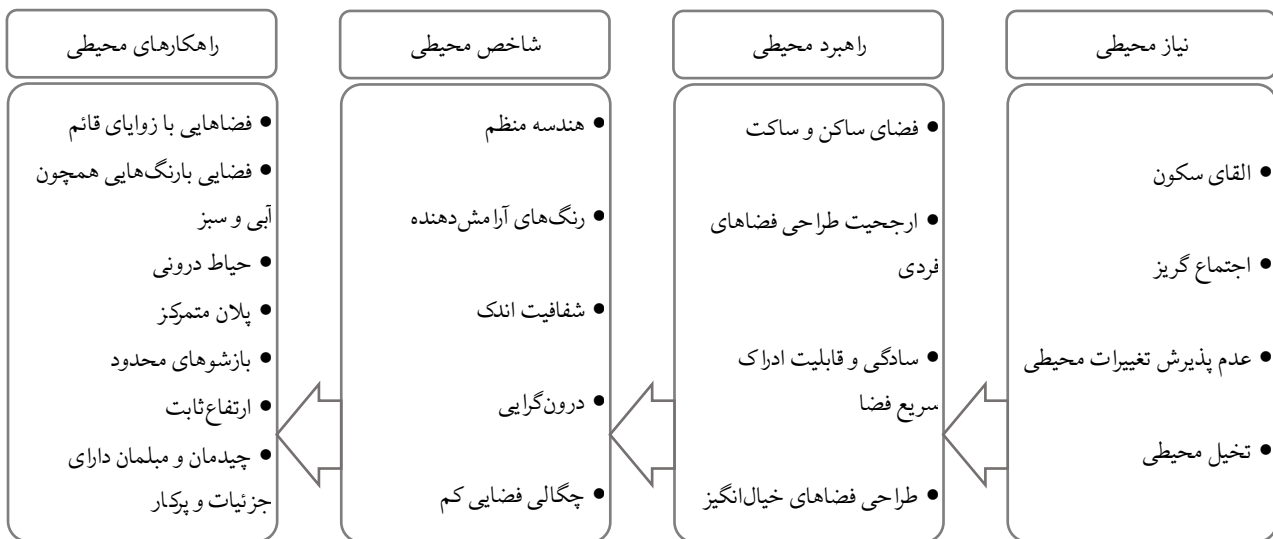 نیاز محیطی
● القای سکون
● اجتماع گریز
● عدم پذیرش تغییرات محیطی
● تخیل محیطی
راهبرد محیطی
● فضای ساکن و ساکت
● ارجحیت طراحی فضاهای
فردی
● سادگی و قابلیت ادراک
سریع فضا
● طراحی فضاهای خیال‌انگیز
شاخص محیطی
● هندسه منظم
● رنگ‌های آرامش‌دهنده
● شفافیت اندک
● درون‌گرایی
● چگالی فضایی کم
راهکارهای محیطی
● فضاهایی با زوایای قائم
● فضایی بارنگ‌هایی همچون
آبی و سبز
● حیاط درونی
● پلان متمرکز
● بازشوهای محدود
● ارتفاع‌ثابت
● چیدمان و مبلمان دارای
جزئیات و پرکار